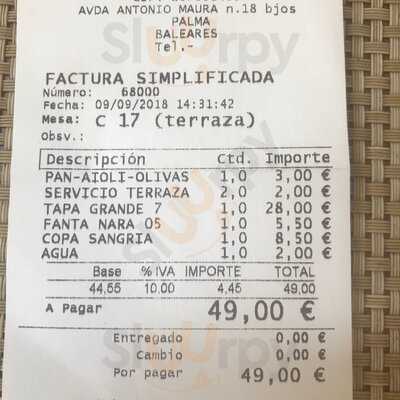 AVDA ANTONIO MAURA n.18 bjos
PALMA
BALEARES
Tel.-
FACTURA SIMPLIFICADA
Número: 68000
Fecha: 09/09/2018 14:31:42
Mesa: C 17 (terraza)
Obsv.:
Descripción Ctd. Importe
PAN-AIOLI-OLIVAS 1,0 3,00 €
SERVICIO TERRAZA 2,0 2,00 €
TAPA GRANDE 7 1,0 28,00 €
FANTA NARA 05 1,0 5,50 €
COPA SANGRIA 1,0 8,50 €
AGUA 1,0 2,00 €
Base % IVA IMPORTE TOTAL
44,55 10.00 4,45 49,00
A Pagar 49,00 €
Entregado 0,00 €
Cambio 0,00 €
Por pagar 49,00 €
Slurpy
Slurpy
Slurpy